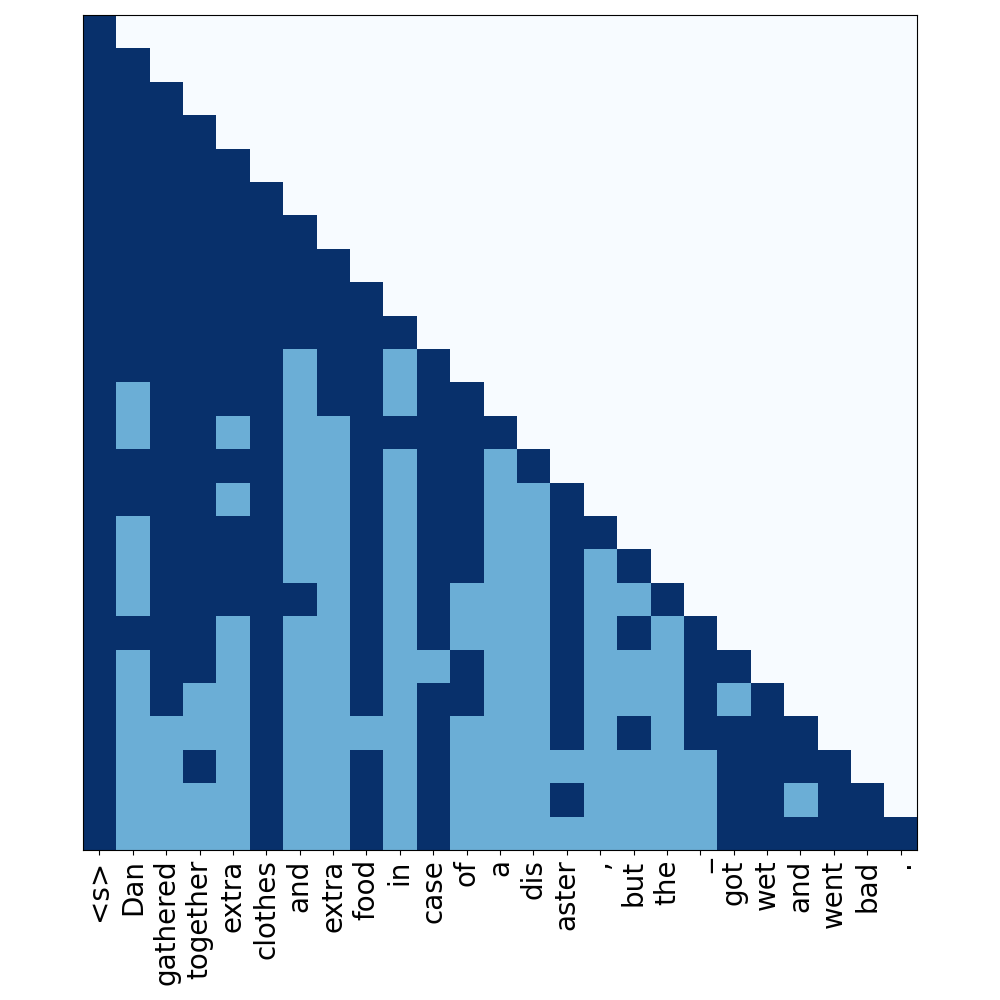 <s> Dan gathered together extra clothes and extra food in case of a dis aster , but the _ got wet and went bad .